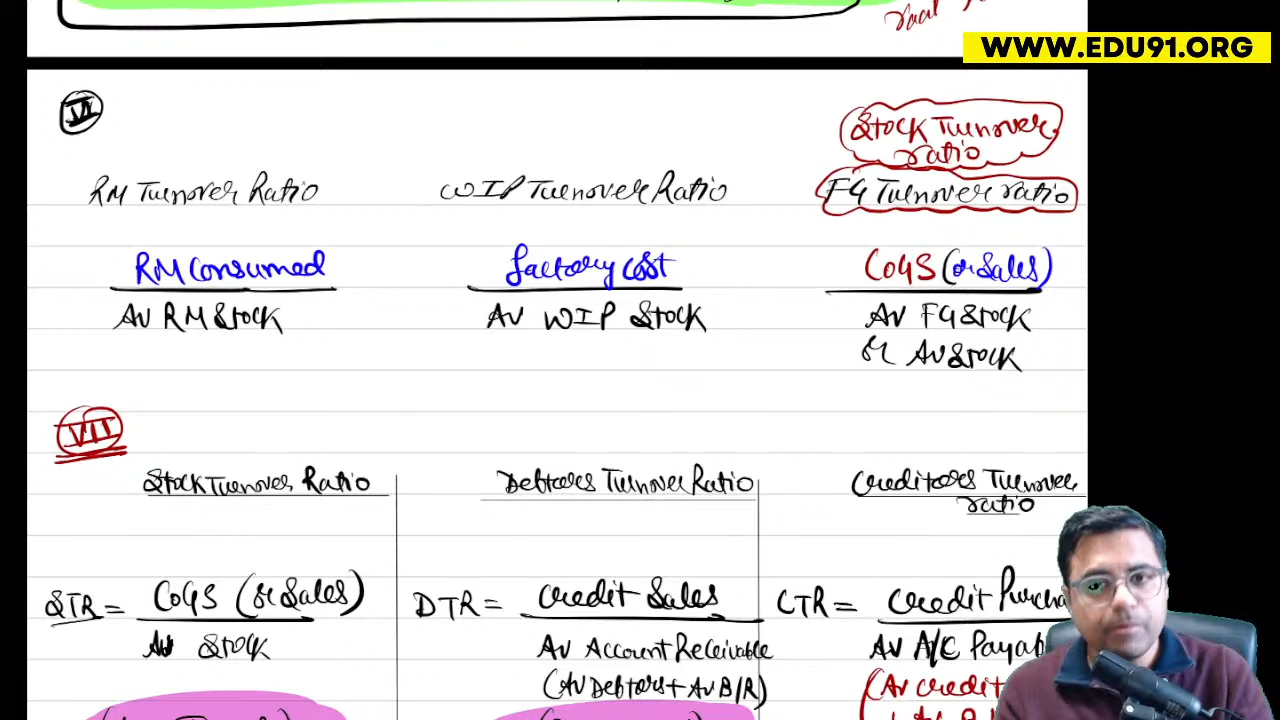 WWW.EDU91.ORG
VI
Stock Turnover
ratio
RM Turnover Ratio
WIP Turnover Ratio
FG Turnover ratio
RM Consumed
Av RM Stock
factory cost
Av WIP Stock
COGS (or Sales)
Av FG Stock
or Av Stock
VII
Stock Turnover Ratio
Debtors Turnover Ratio
Creditors Turnover
ratio
STR = COGS (or Sales)
Av Stock
DTR = Credit Sales
Av Account Receivable
(Av Debtors + Av B/R)
CTR = Credit Purcha
Av A/C Payab
(Av credit